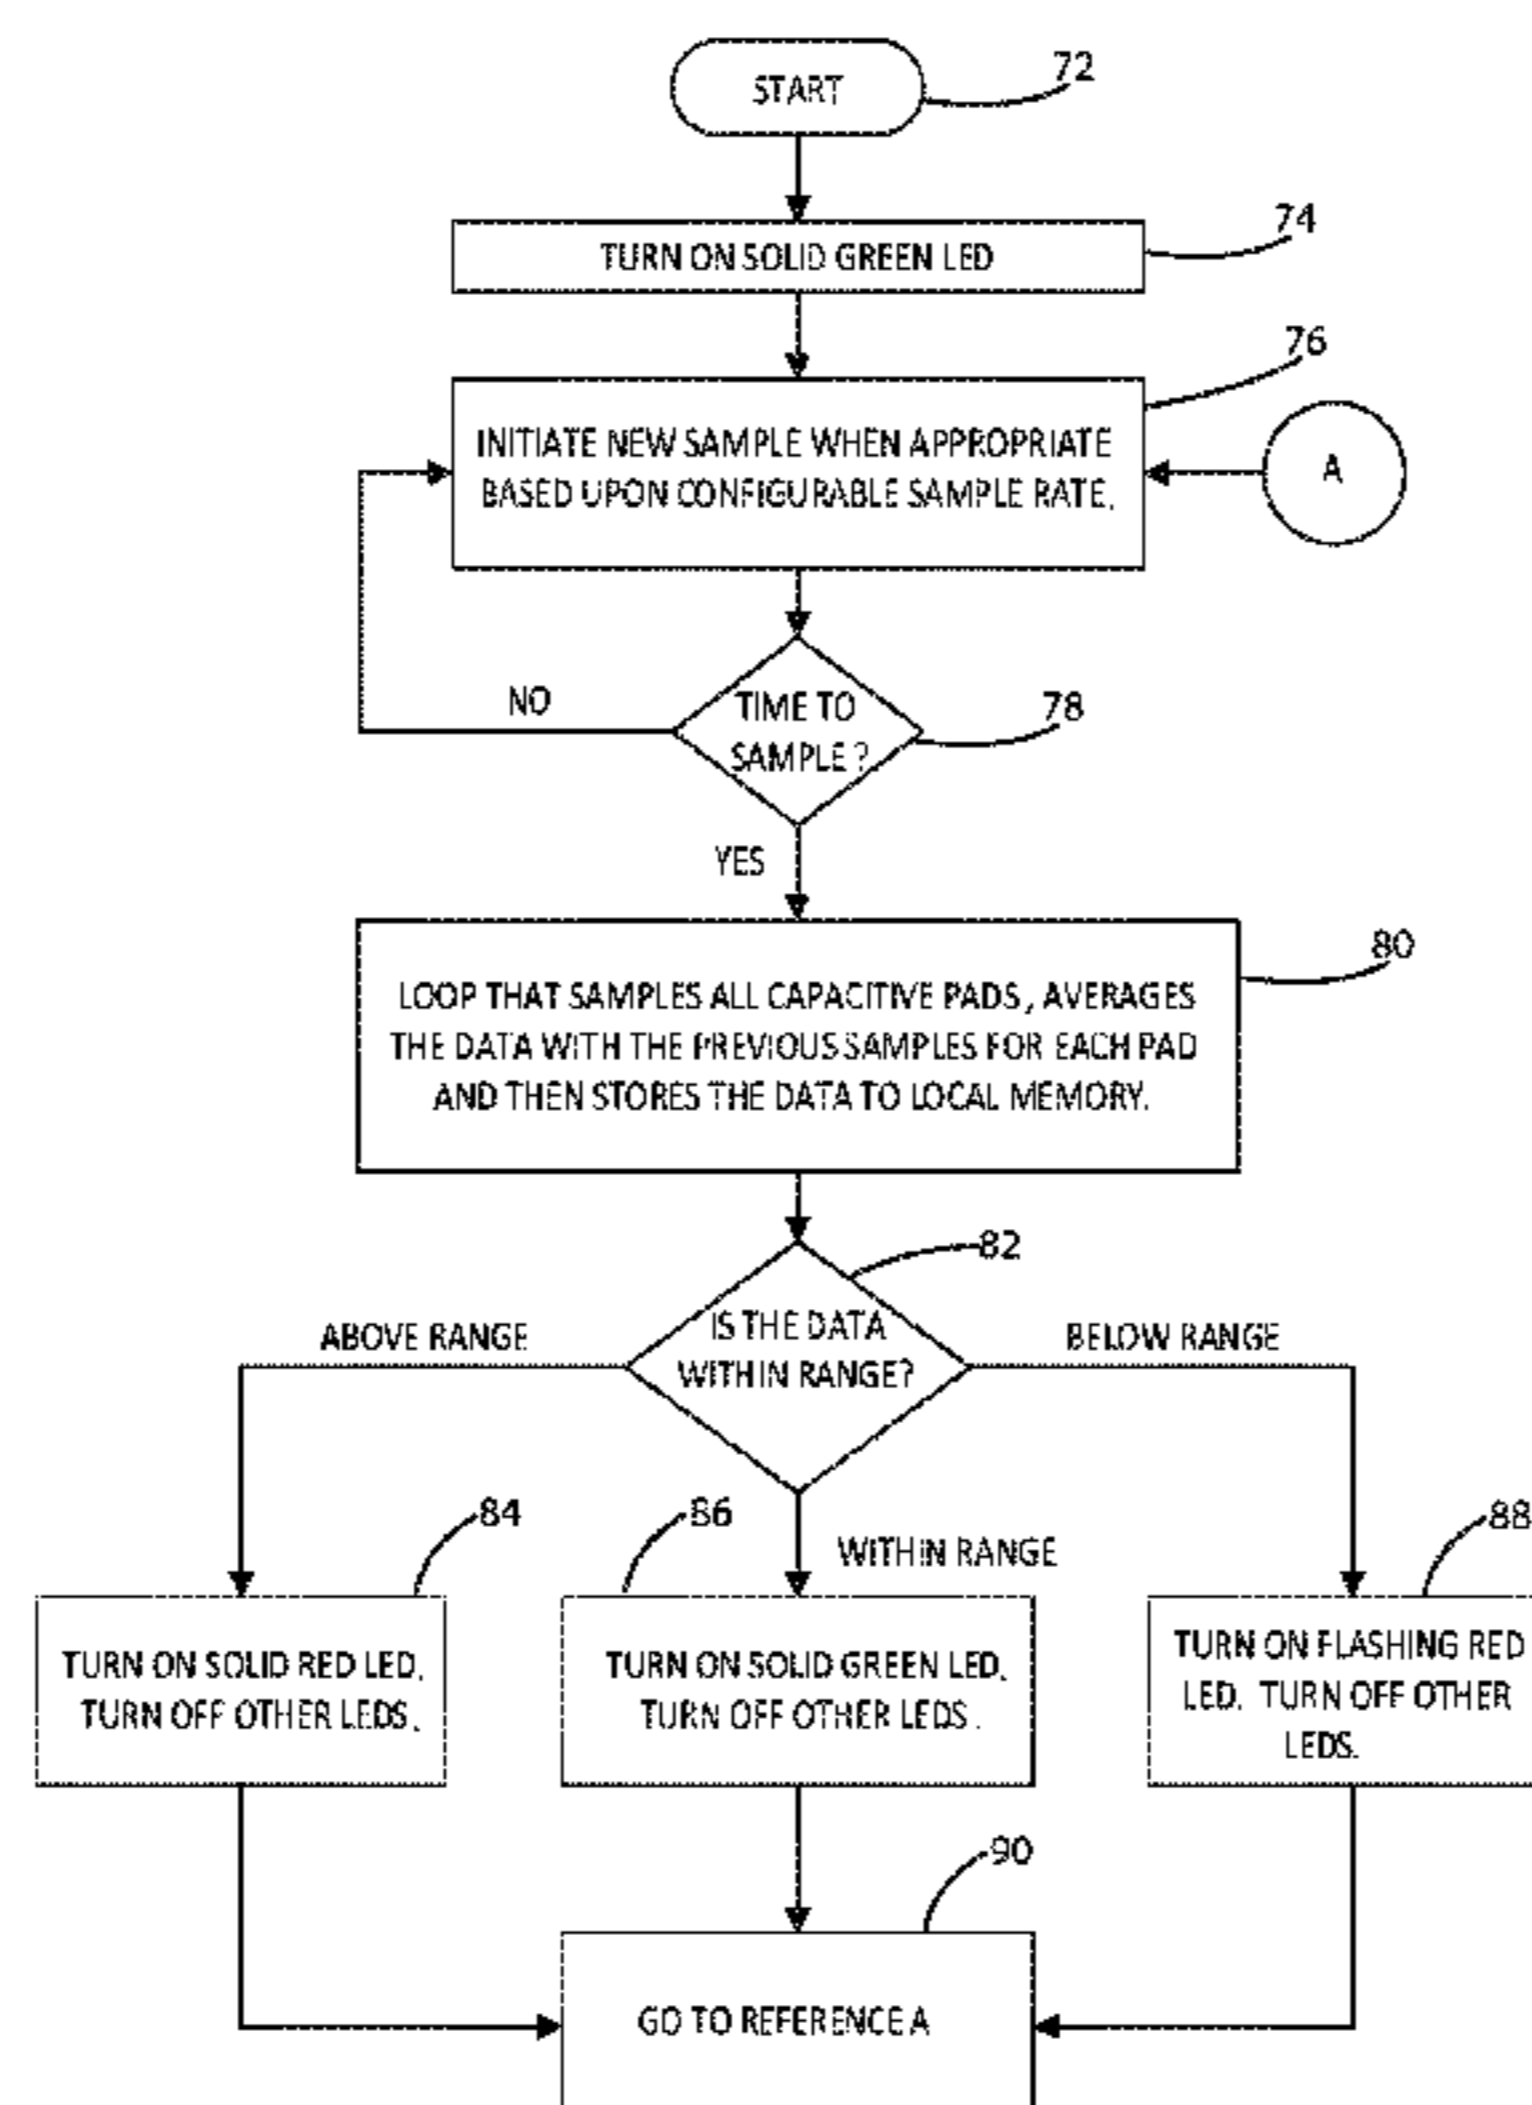 START
72
TURN ON SOLID GREEN LED
74
76
INITIATE NEW SAMPLE WHEN APPROPRIATE
BASED UPON CONFIGURABLE SAMPLE RATE.
A
NO
TIME TO
SAMPLE ?
78
YES
80
LOOP THAT SAMPLES ALL CAPACITIVE PADS, AVERAGES
THE DATA WITH THE PREVIOUS SAMPLES FOR EACH PAD
AND THEN STORES THE DATA TO LOCAL MEMORY.
82
ABOVE RANGE
IS THE DATA
WITHIN RANGE?
BELOW RANGE
84
86
WITHIN RANGE
88
TURN ON SOLID RED LED.
TURN OFF OTHER LEDS.
TURN ON SOLID GREEN LED.
TURN OFF OTHER LEDS.
TURN ON FLASHING RED
LED. TURN OFF OTHER
LEDS.
90
GO TO REFERENCE A